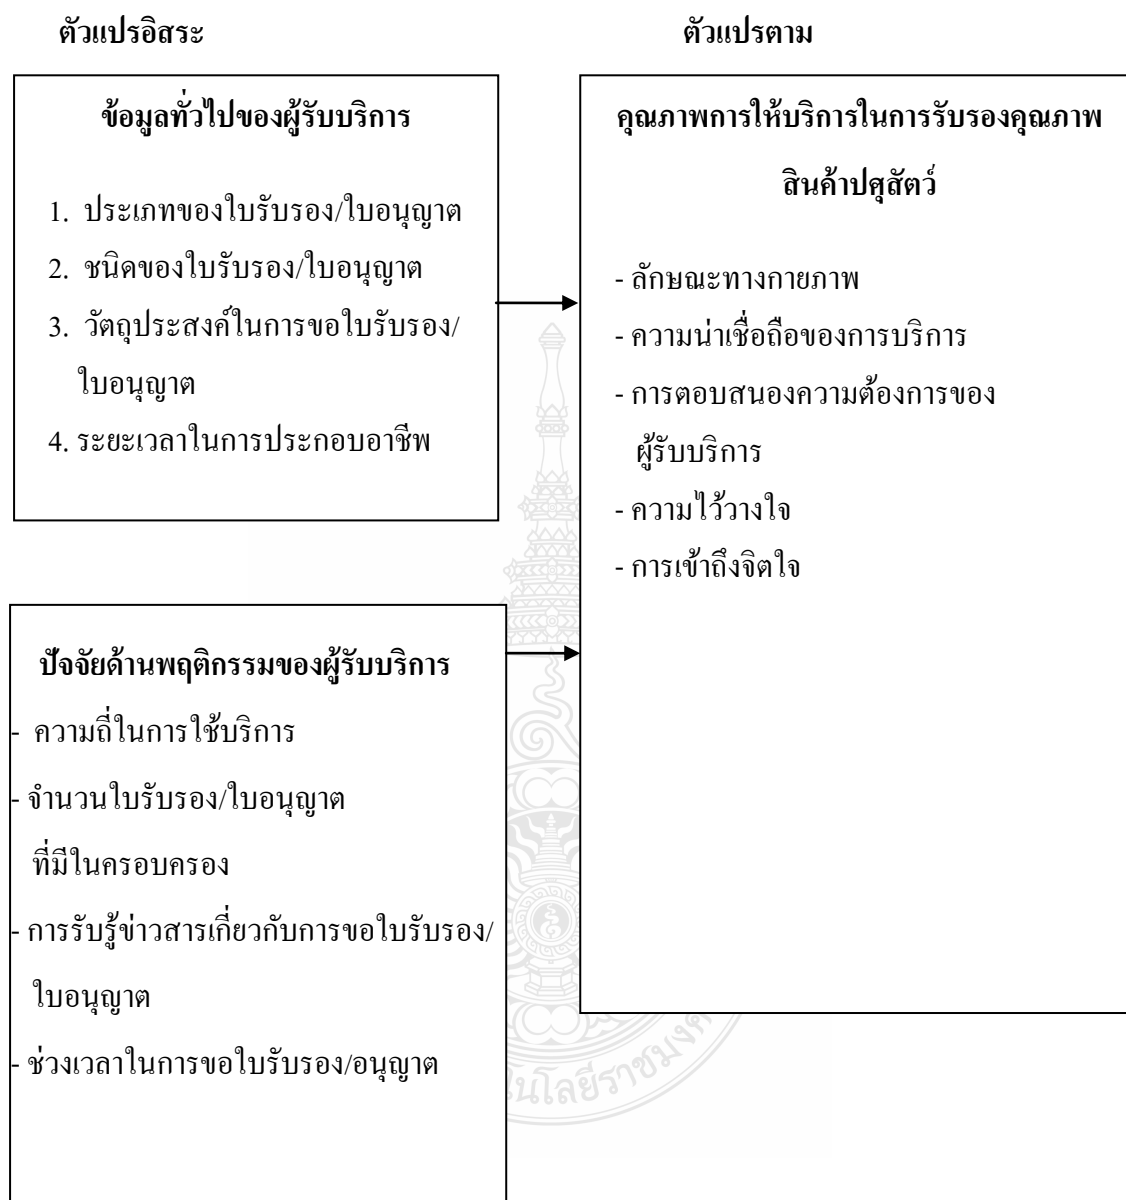 ตัวแปรอิสระ
ตัวแปรตาม
ข้อมูลทั่วไปของผู้รับบริการ
1. ประเภทของใบรับรอง/ใบอนุญาต
2. ชนิดของใบรับรอง/ใบอนุญาต
3. วัตถุประสงค์ในการขอใบรับรอง/
ใบอนุญาต
4. ระยะเวลาในการประกอบอาชีพ
ปัจจัยด้านพฤติกรรมของผู้รับบริการ
- ความถี่ในการใช้บริการ
- จำนวนใบรับรอง/ใบอนุญาต
ที่มีในครอบครอง
- การรับรู้ข่าวสารเกี่ยวกับการขอใบรับรอง/
ใบอนุญาต
- ช่วงเวลาในการขอใบรับรอง/อนุญาต
คุณภาพการให้บริการในการรับรองคุณภาพ
สินค้าปศุสัตว์
- ลักษณะทางกายภาพ
- ความน่าเชื่อถือของการบริการ
- การตอบสนองความต้องการของ
ผู้รับบริการ
- ความไว้วางใจ
- การเข้าถึงจิตใจ